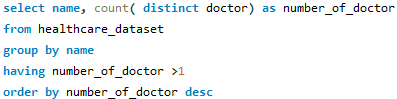 select name, count( distinct doctor) as number_of_doctor
from healthcare_dataset
group by name
having number_of_doctor >1
order by number_of_doctor desc